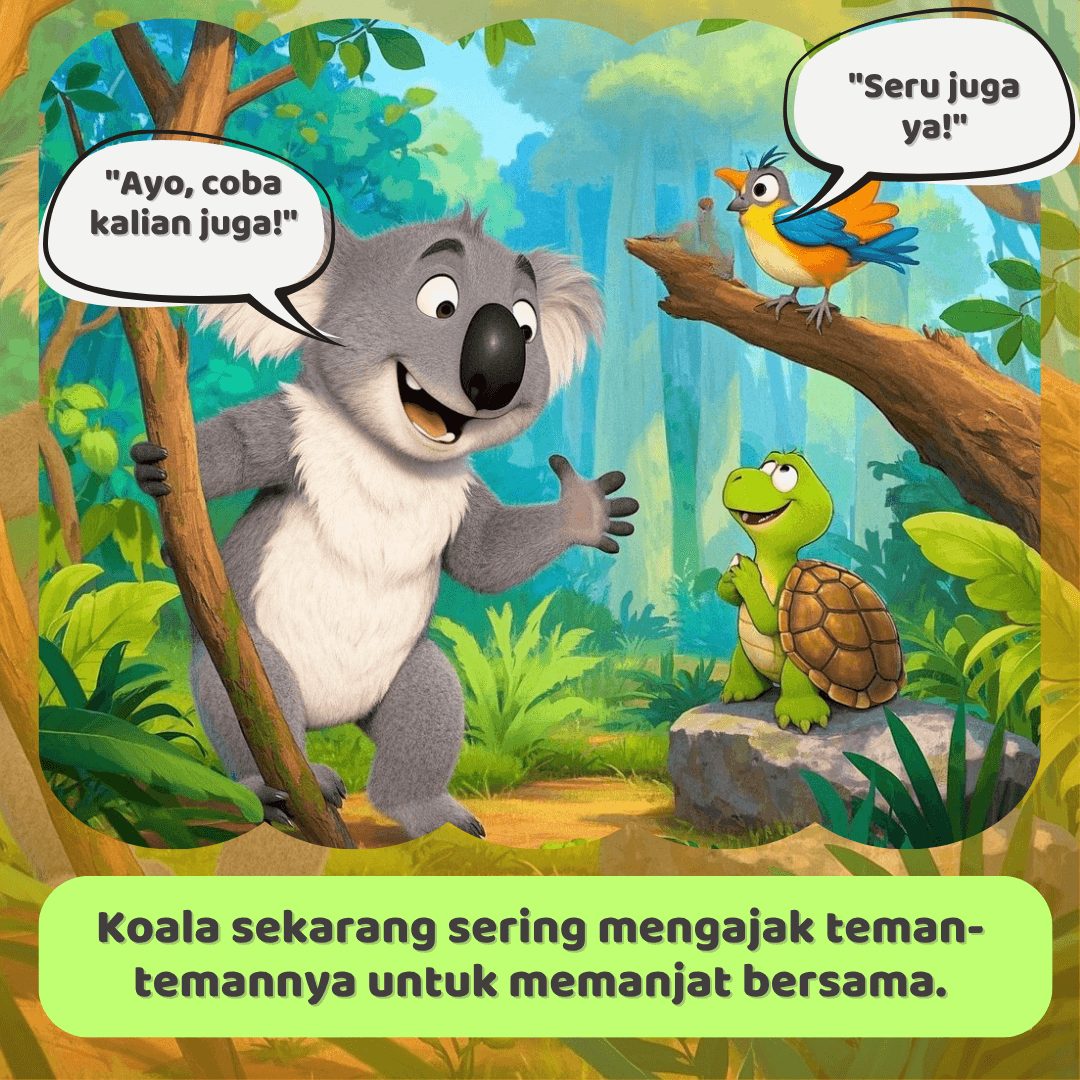 "Ayo, coba
kalian juga!"
"Seru juga
ya!"
Koala sekarang sering mengajak teman-
temannya untuk memanjat bersama.